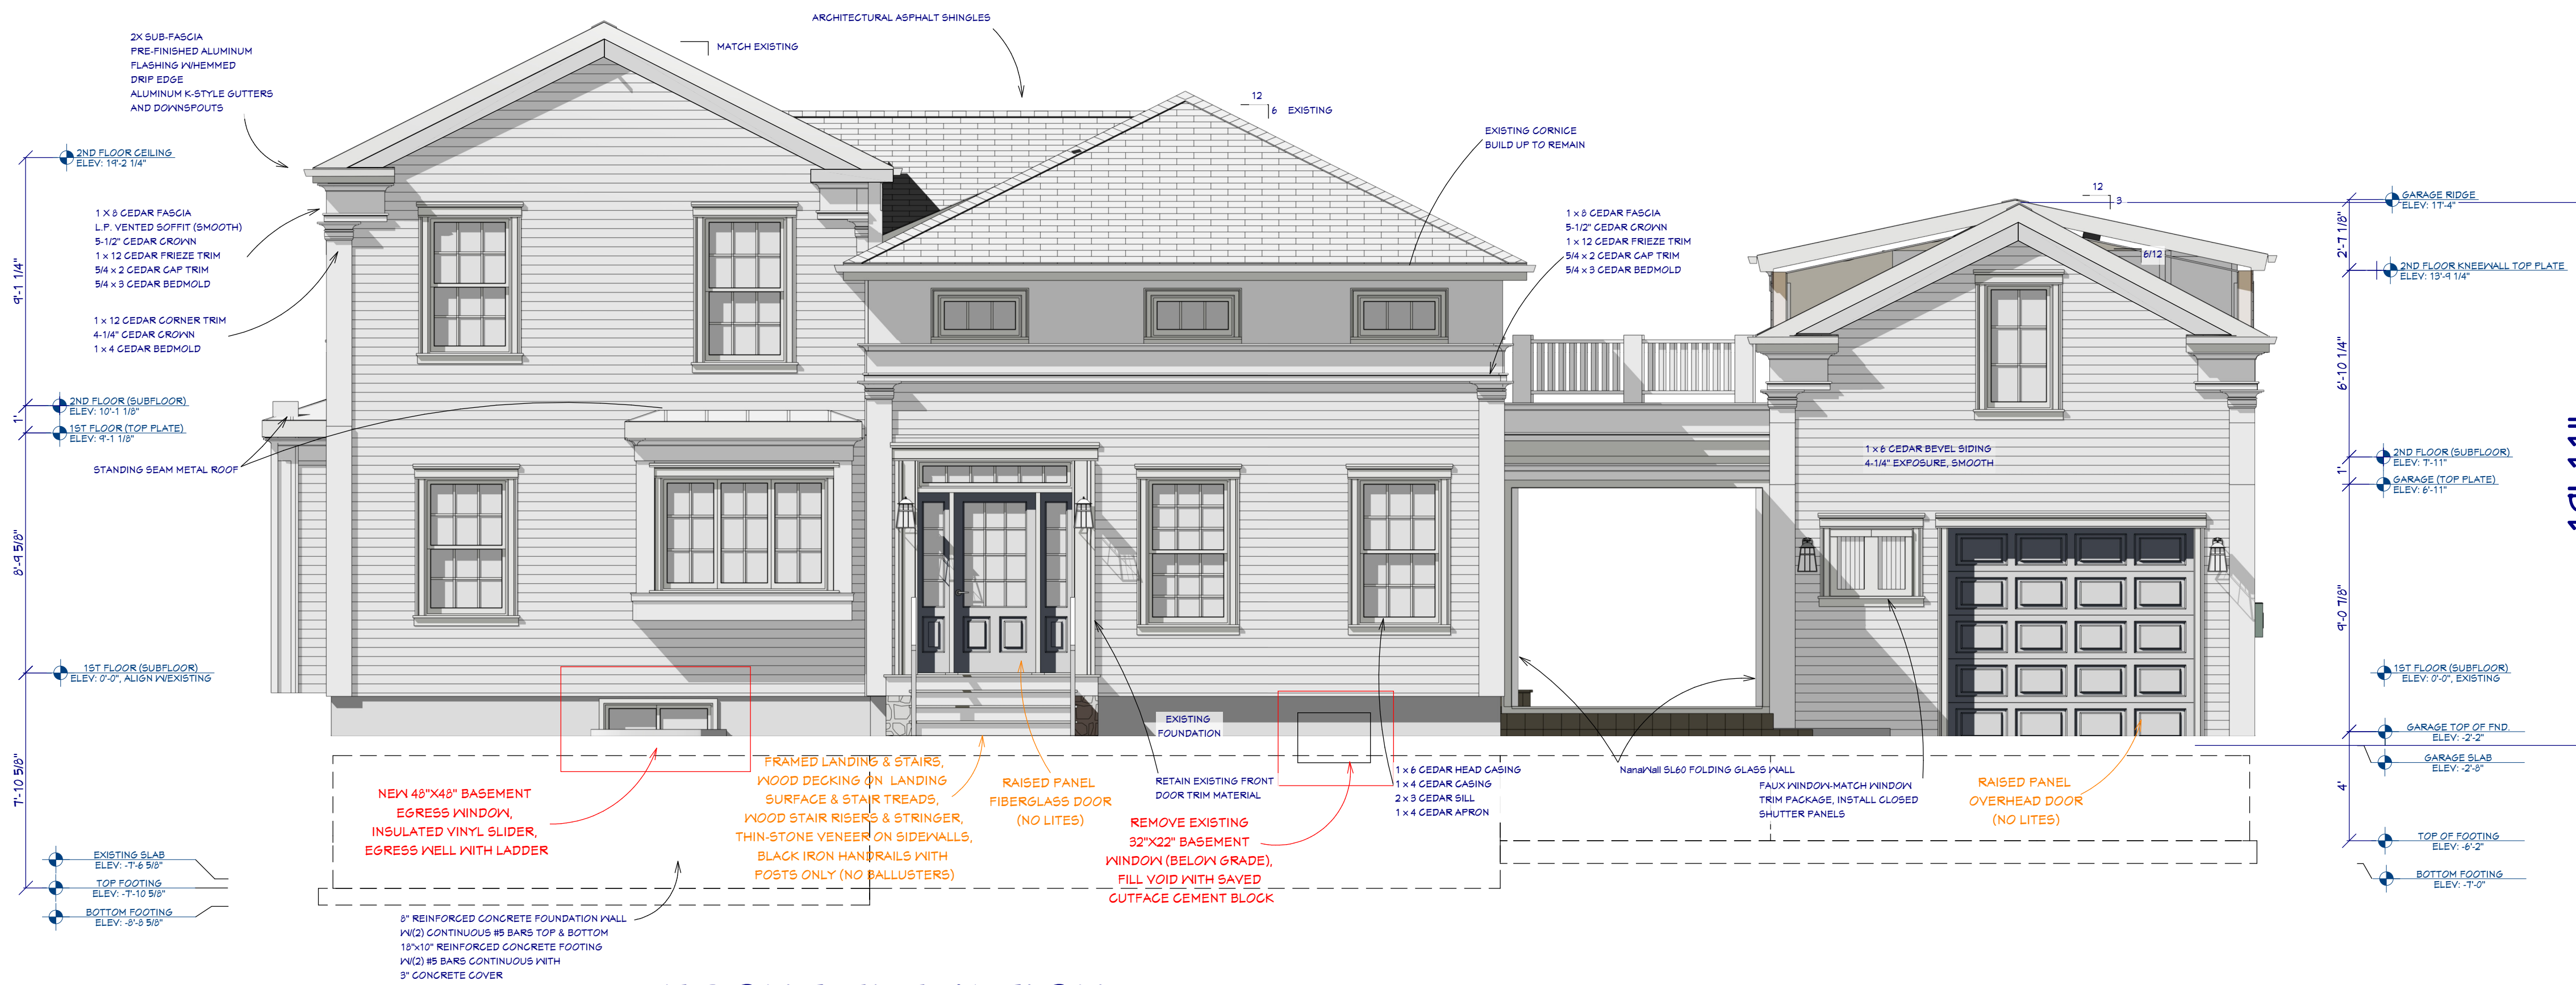 ARCHITECTURAL ASPHALT SHINGLES
2X SUB-FASCIA
PRE-FINISHED ALUMINUM
FLASHING W/HEMMED
DRIP EDGE
ALUMINUM K-STYLE GUTTERS
AND DOWNSPOUTS
MATCH EXISTING
12
6 EXISTING
EXISTING CORNICE
BUILD UP TO REMAIN
2ND FLOOR CEILING
ELEV: 19'-2 1/4"
1 X 8 CEDAR FASCIA
L.P. VENTED SOFFIT (SMOOTH)
5-1/2" CEDAR CROWN
1 x 12 CEDAR FRIEZE TRIM
5/4 x 2 CEDAR CAP TRIM
5/4 x 3 CEDAR BEDMOLD
1 x 12 CEDAR CORNER TRIM
4-1/4" CEDAR CROWN
1 x 4 CEDAR BEDMOLD
9'-1 1/4"
2ND FLOOR (SUBFLOOR)
ELEV: 10'-1 1/8"
1'
1ST FLOOR (TOP PLATE)
ELEV: 9'-1 1/8"
STANDING SEAM METAL ROOF
8'-9 5/8"
1ST FLOOR (SUBFLOOR)
ELEV: 0'-0", ALIGN W/EXISTING
7'-10 5/8"
EXISTING SLAB
ELEV: -7'-6 5/8"
TOP FOOTING
ELEV: -7'-10 5/8"
BOTTOM FOOTING
ELEV: -8'-8 5/8"
1 x 8 CEDAR FASCIA
5-1/2" CEDAR CROWN
1 x 12 CEDAR FRIEZE TRIM
5/4 x 2 CEDAR CAP TRIM
5/4 x 3 CEDAR BEDMOLD
12
3
6/12
1 x 6 CEDAR BEVEL SIDING
4-1/4" EXPOSURE, SMOOTH
GARAGE RIDGE
ELEV: 17'-4"
2'-7 1/8"
2ND FLOOR KNEEWALL TOP PLATE
ELEV: 13'-9 1/4"
6'-10 1/4"
2ND FLOOR (SUBFLOOR)
ELEV: 7'-11"
1'
GARAGE (TOP PLATE)
ELEV: 6'-11"
9'-0 7/8"
1ST FLOOR (SUBFLOOR)
ELEV: 0'-0", EXISTING
GARAGE TOP OF FND.
ELEV: -2'-2"
GARAGE SLAB
ELEV: -2'-8"
4'
TOP OF FOOTING
ELEV: -6'-2"
BOTTOM FOOTING
ELEV: -7'-0"
EXISTING
FOUNDATION
NEW 48"X48" BASEMENT
EGRESS WINDOW,
INSULATED VINYL SLIDER,
EGRESS WELL WITH LADDER
FRAMED LANDING & STAIRS,
WOOD DECKING ON LANDING
SURFACE & STAIR TREADS,
WOOD STAIR RISERS & STRINGER,
THIN-STONE VENEER ON SIDEWALLS,
BLACK IRON HANDRAILS WITH
POSTS ONLY (NO BALLUSTERS)
RAISED PANEL
FIBERGLASS DOOR
(NO LITES)
RETAIN EXISTING FRONT
DOOR TRIM MATERIAL
REMOVE EXISTING
32"X22" BASEMENT
WINDOW (BELOW GRADE),
FILL VOID WITH SAVED
CUTFACE CEMENT BLOCK
1 x 6 CEDAR HEAD CASING
1 x 4 CEDAR CASING
2 x 3 CEDAR SILL
1 x 4 CEDAR APRON
NanaWall SL60 FOLDING GLASS WALL
FAUX WINDOW-MATCH WINDOW
TRIM PACKAGE, INSTALL CLOSED
SHUTTER PANELS
RAISED PANEL
OVERHEAD DOOR
(NO LITES)
8" REINFORCED CONCRETE FOUNDATION WALL
W/(2) CONTINUOUS #5 BARS TOP & BOTTOM
18"x10" REINFORCED CONCRETE FOOTING
W/(2) #5 BARS CONTINUOUS WITH
3" CONCRETE COVER